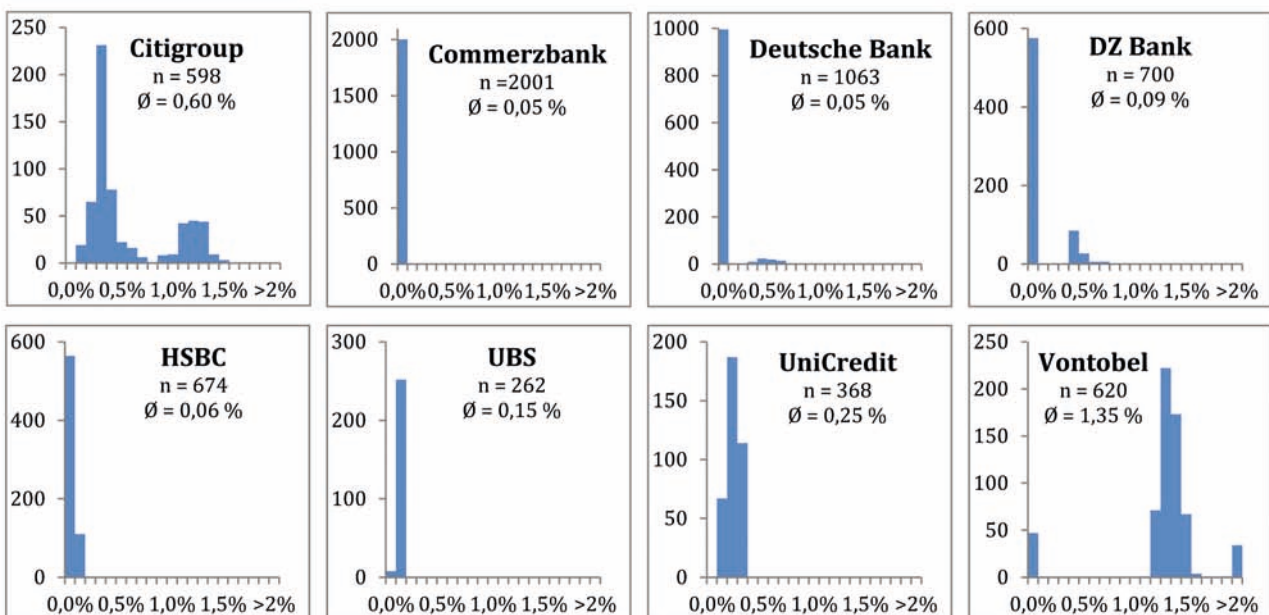 250
200
150
100
50
0
Citigroup
n = 598
Ø = 0,60 %
0,0% 0,5% 1,0% 1,5% >2%
2000
1500
1000
500
0
Commerzbank
n =2001
Ø = 0,05 %
0,0% 0,5% 1,0% 1,5% >2%
1000
800
600
400
200
0
Deutsche Bank
n = 1063
Ø = 0,05 %
0,0% 0,5% 1,0% 1,5% >2%
600
400
200
0
DZ Bank
n = 700
Ø = 0,09 %
0,0% 0,5% 1,0% 1,5% >2%
600
400
200
0
HSBC
n = 674
Ø = 0,06 %
0,0% 0,5% 1,0% 1,5% >2%
300
200
100
0
UBS
n = 262
Ø = 0,15 %
0,0% 0,5% 1,0% 1,5% >2%
200
150
100
50
0
UniCredit
n = 368
Ø = 0,25 %
0,0% 0,5% 1,0% 1,5% >2%
250
200
150
100
50
0
Vontobel
n = 620
Ø = 1,35 %
0,0% 0,5% 1,0% 1,5% >2%